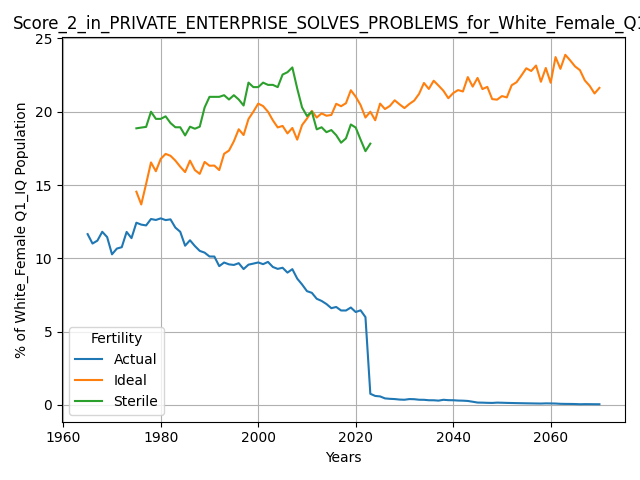 Score_2_in_PRIVATE_ENTERPRISE_SOLVES_PROBLEMS_for_White_Female_Q1
% of White_Female Q1_IQ Population
25
20
15
10
5
0
Fertility
Actual
Ideal
Sterile
1960 1980 2000 2020 2040 2060
Years